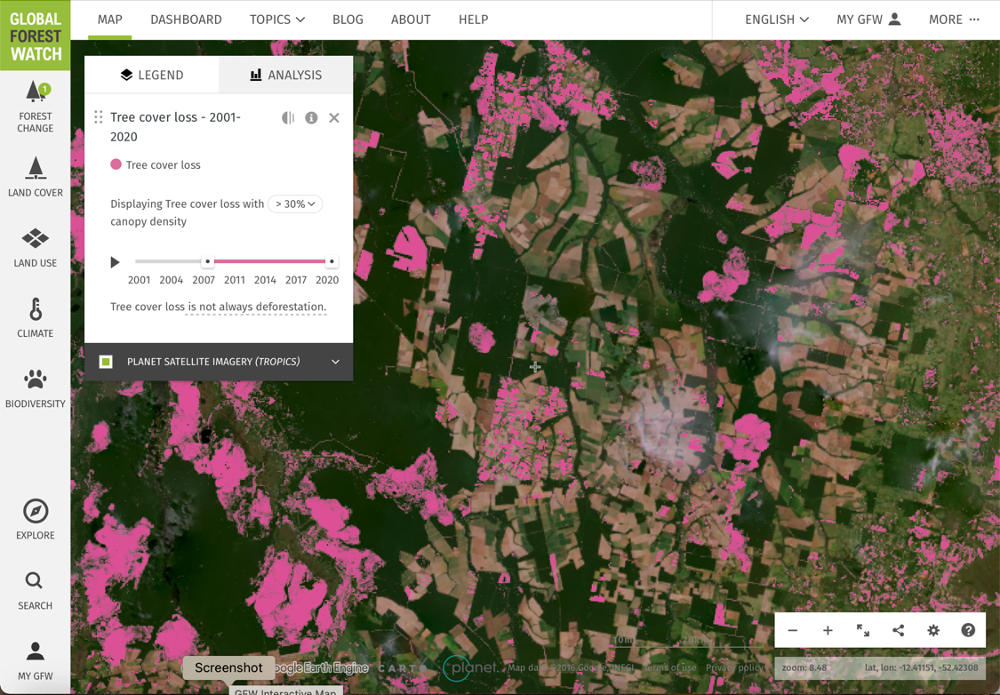 GLOBAL
FOREST
WATCH
MAP DASHBOARD TOPICS BLOG ABOUT HELP ENGLISH MY GFW MORE
1
FOREST
CHANGE
LAND COVER
LAND USE
CLIMATE
BIODIVERSITY
EXPLORE
SEARCH
MY GFW
LEGEND ANALYSIS
Tree cover loss - 2001-
2020
Tree cover loss
Displaying Tree cover loss with > 30%
canopy density
2001 2004 2007 2011 2014 2017 2020
Tree cover loss is not always deforestation.
PLANET SATELLITE IMAGERY (TROPICS)
10mi
20km
Screenshot
Google Earth Engine CARTO planet. Map data ©2016 Google, INEGI Terms of use Privacy policy
zoom: 8.48 lat, lon: -12.41151, -52.42308
GFW Interactive Map